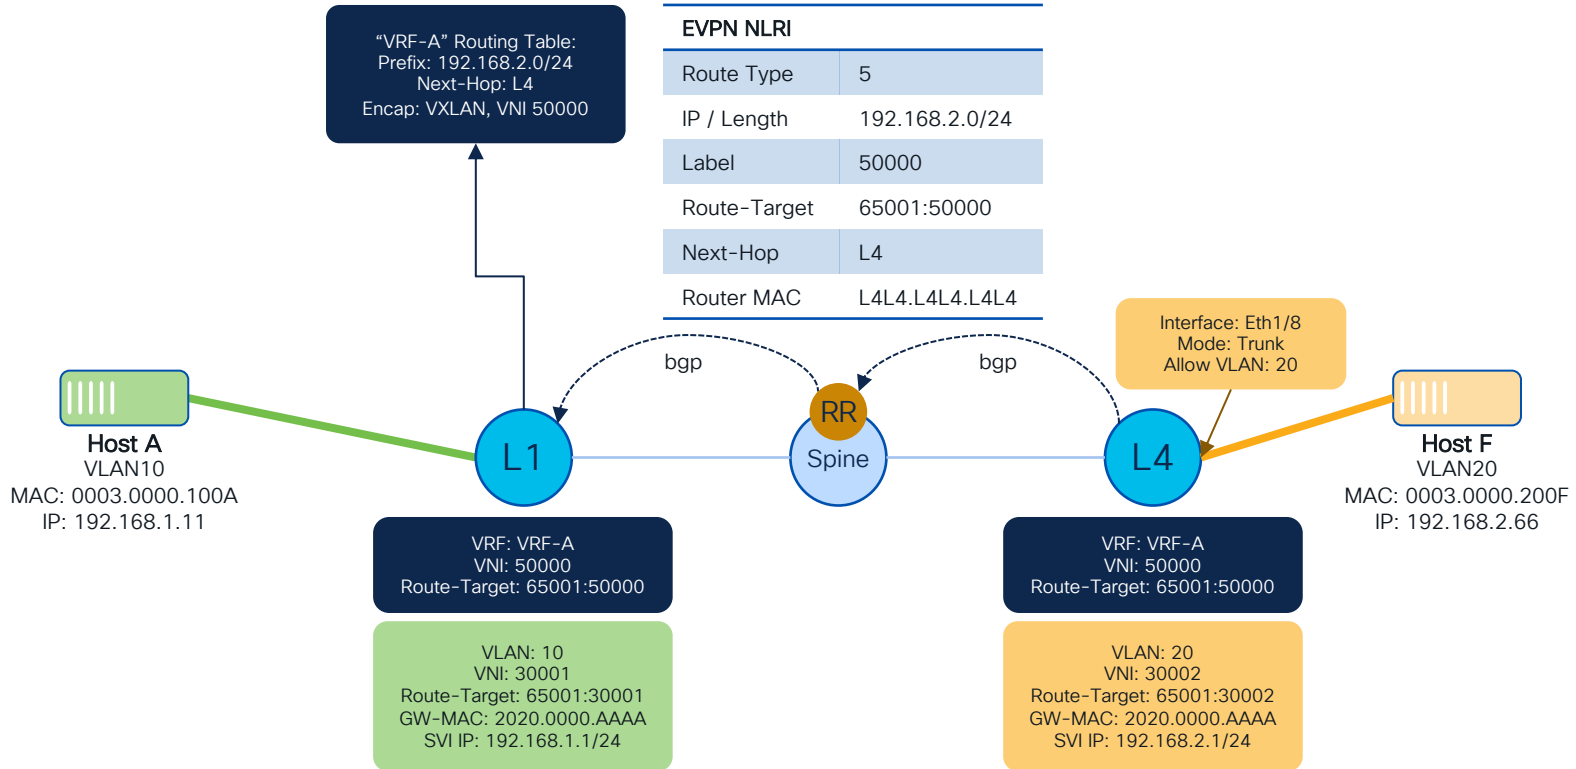 “VRF-A” Routing Table:
Prefix: 192.168.2.0/24
Next-Hop: L4
Encap: VXLAN, VNI 50000
EVPN NLRI
Route Type 5
IP / Length 192.168.2.0/24
Label 50000
Route-Target 65001:50000
Next-Hop L4
Router MAC L4L4.L4L4.L4L4
Interface: Eth1/8
Mode: Trunk
Allow VLAN: 20
bgp
bgp
Host A
VLAN10
MAC: 0003.0000.100A
IP: 192.168.1.11
L1
RR
Spine
L4
Host F
VLAN20
MAC: 0003.0000.200F
IP: 192.168.2.66
VRF: VRF-A
VNI: 50000
Route-Target: 65001:50000
VLAN: 10
VNI: 30001
Route-Target: 65001:30001
GW-MAC: 2020.0000.AAAA
SVI IP: 192.168.1.1/24
VRF: VRF-A
VNI: 50000
Route-Target: 65001:50000
VLAN: 20
VNI: 30002
Route-Target: 65001:30002
GW-MAC: 2020.0000.AAAA
SVI IP: 192.168.2.1/24